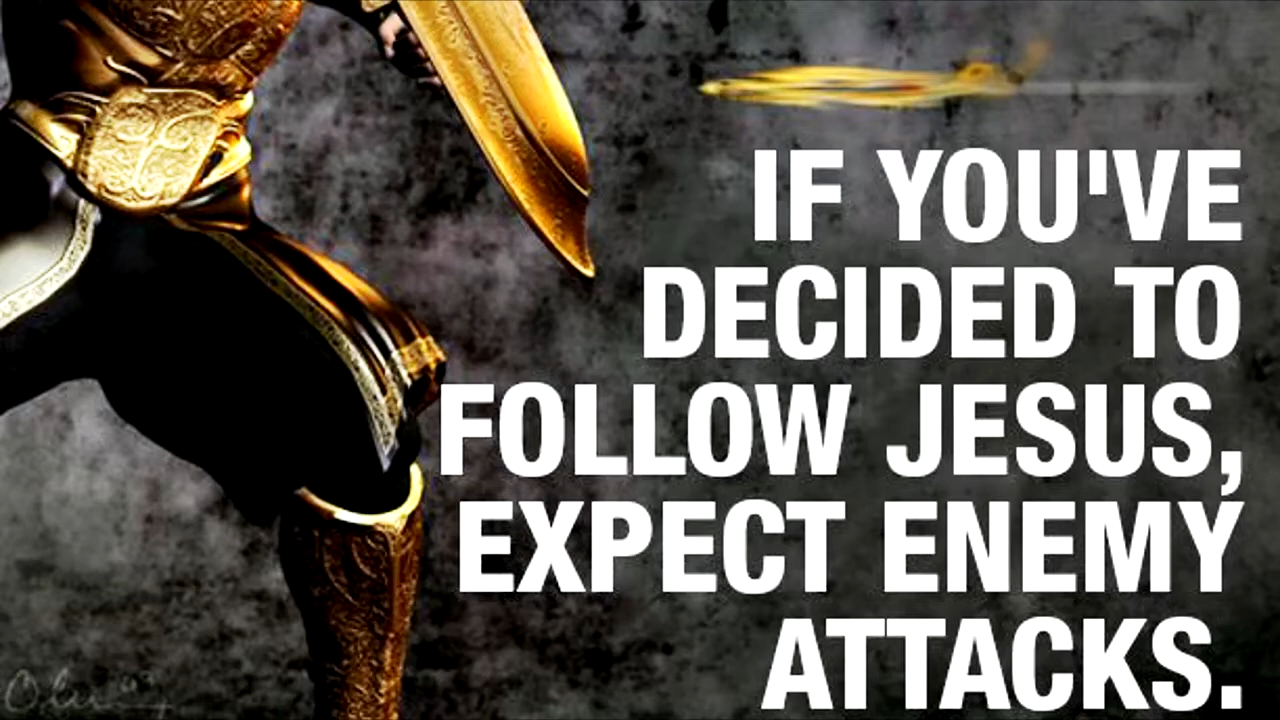 IF YOU'VE
DECIDED TO
FOLLOW JESUS,
EXPECT ENEMY
ATTACKS.